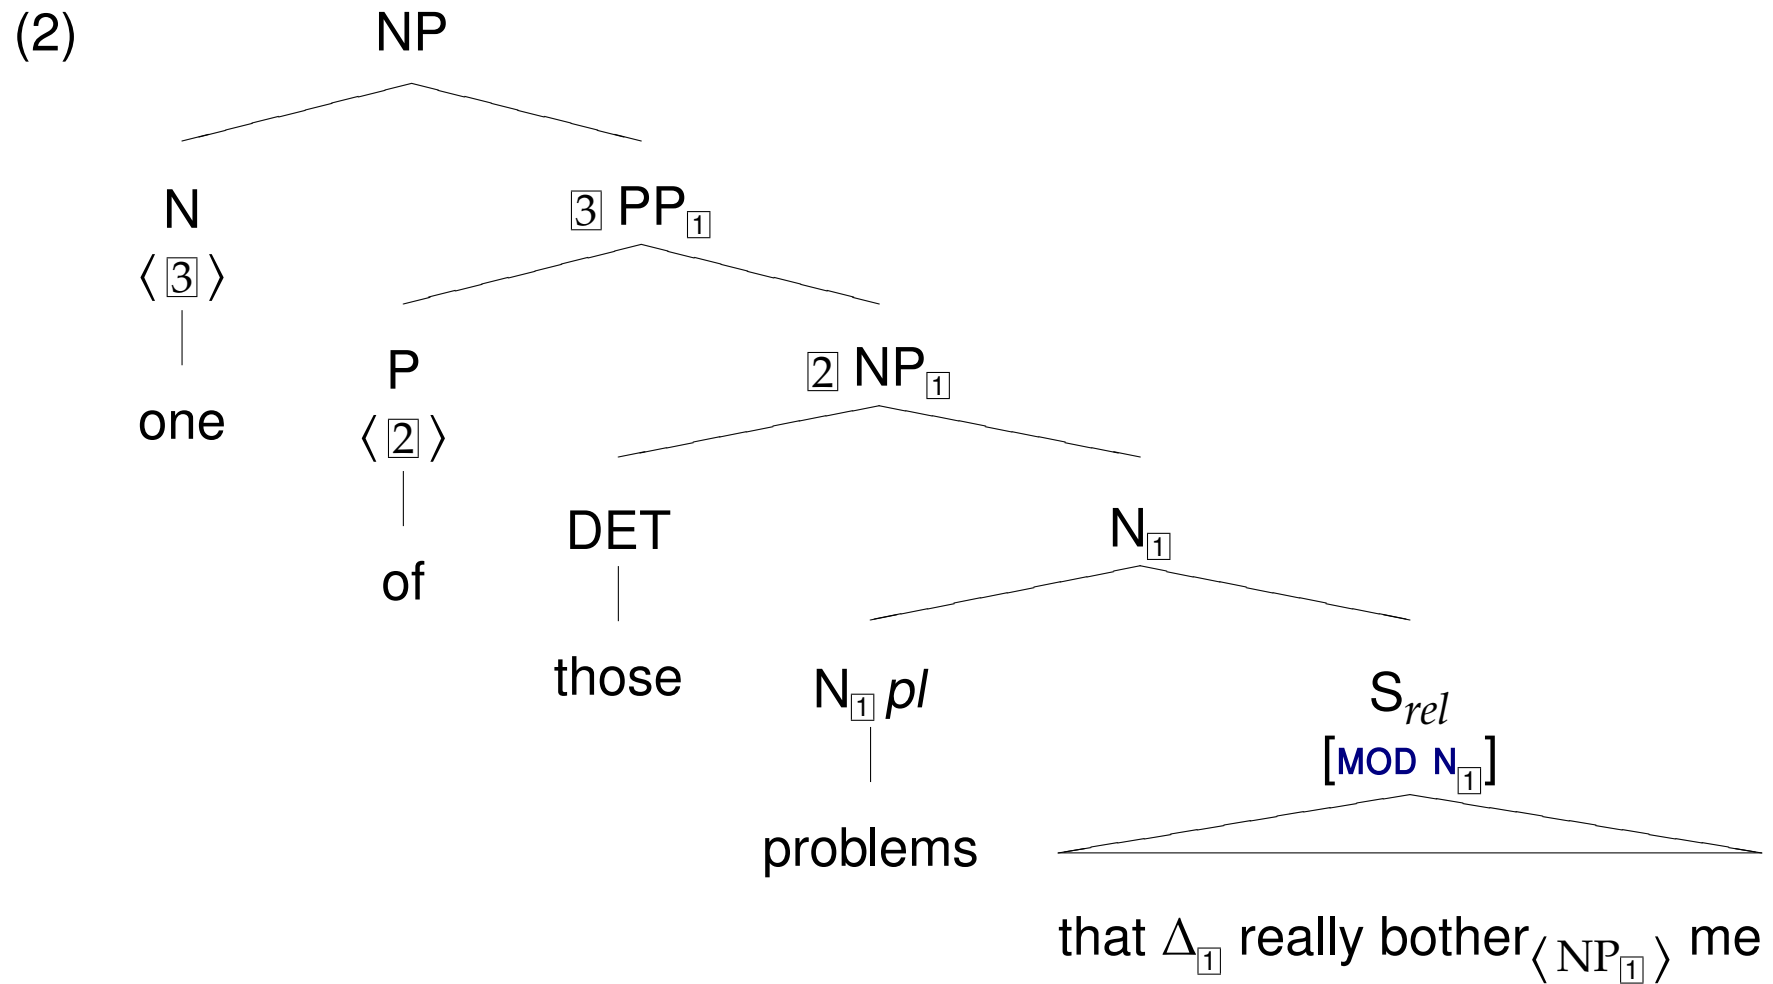 (2) NP
N 3 PP1
⟨ 3 ⟩
P 2 NP1
one ⟨ 2 ⟩
DET N1
of
those N1 pl Srel
[MOD N1]
problems
that Δ1 really bother⟨ NP1 ⟩ me